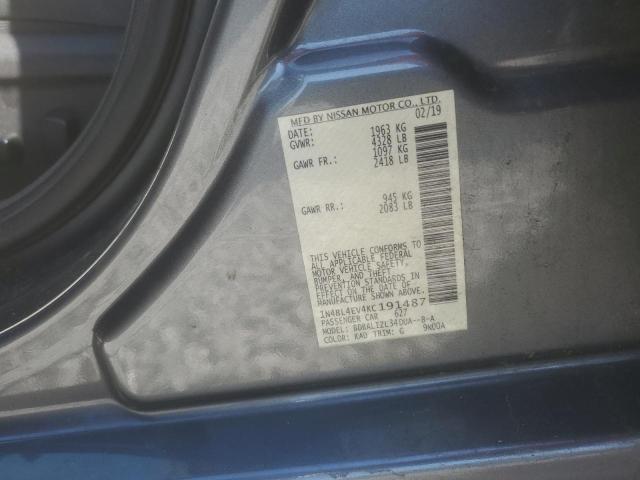 MFD BY NISSAN MOTOR CO., LTD.
DATE: 02/19
GVWR: 1963 KG
4328 LB
GAWR FR.: 1097 KG
2418 LB
GAWR RR.: 945 KG
2083 LB
THIS VEHICLE CONFORMS TO
ALL APPLICABLE FEDERAL
MOTOR VEHICLE SAFETY,
BUMPER, AND THEFT
PREVENTION STANDARDS IN
EFFECT ON THE DATE OF
MANUFACTURE SHOWN ABOVE.
1N4BL4EV4KC191487
PASSENGER CAR 627
MODEL: BDBALIZL34DUA--B-A
COLOR: KAD TRIM: G 9N00A